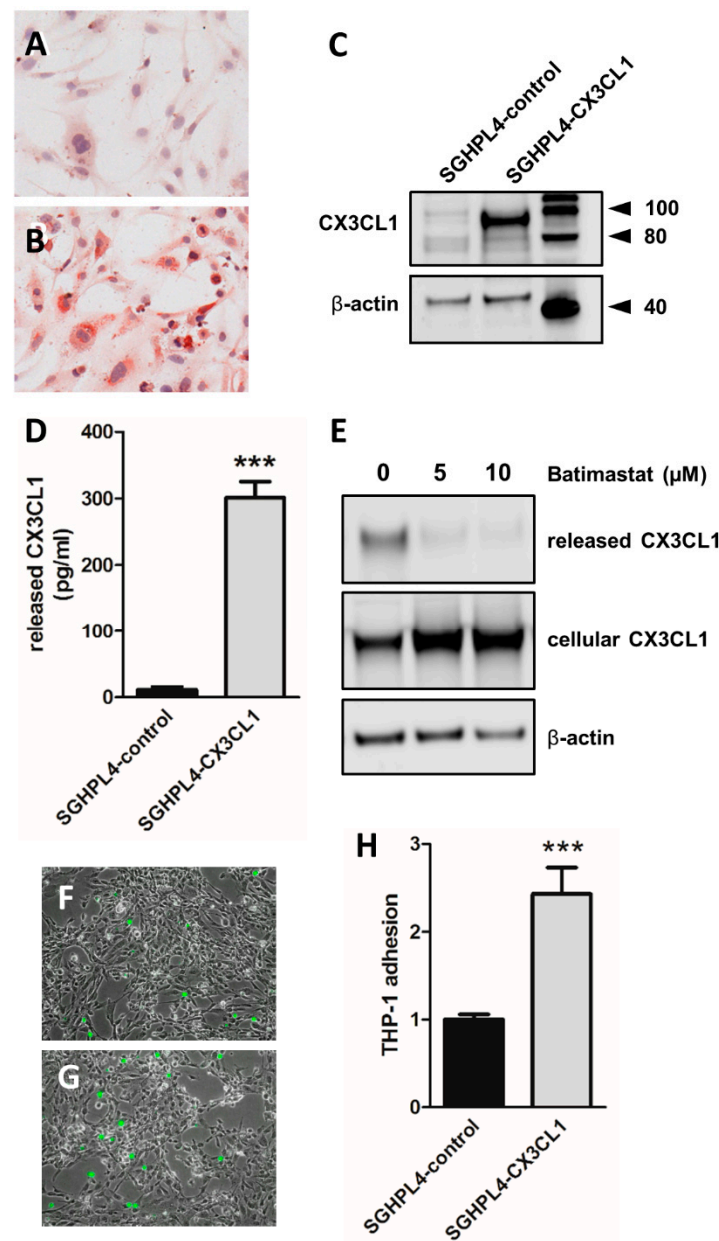 A
B
C
SGHPL4-control
SGHPL4-CX3CL1
CX3CL1
100
80
β-actin
40
D
released CX3CL1
(pg/ml)
400
300
200
100
0
***
SGHPL4-control
SGHPL4-CX3CL1
E
0 5 10 Batimastat (μM)
released CX3CL1
cellular CX3CL1
β-actin
F
G
H
THP-1 adhesion
3
2
1
0
***
SGHPL4-control
SGHPL4-CX3CL1